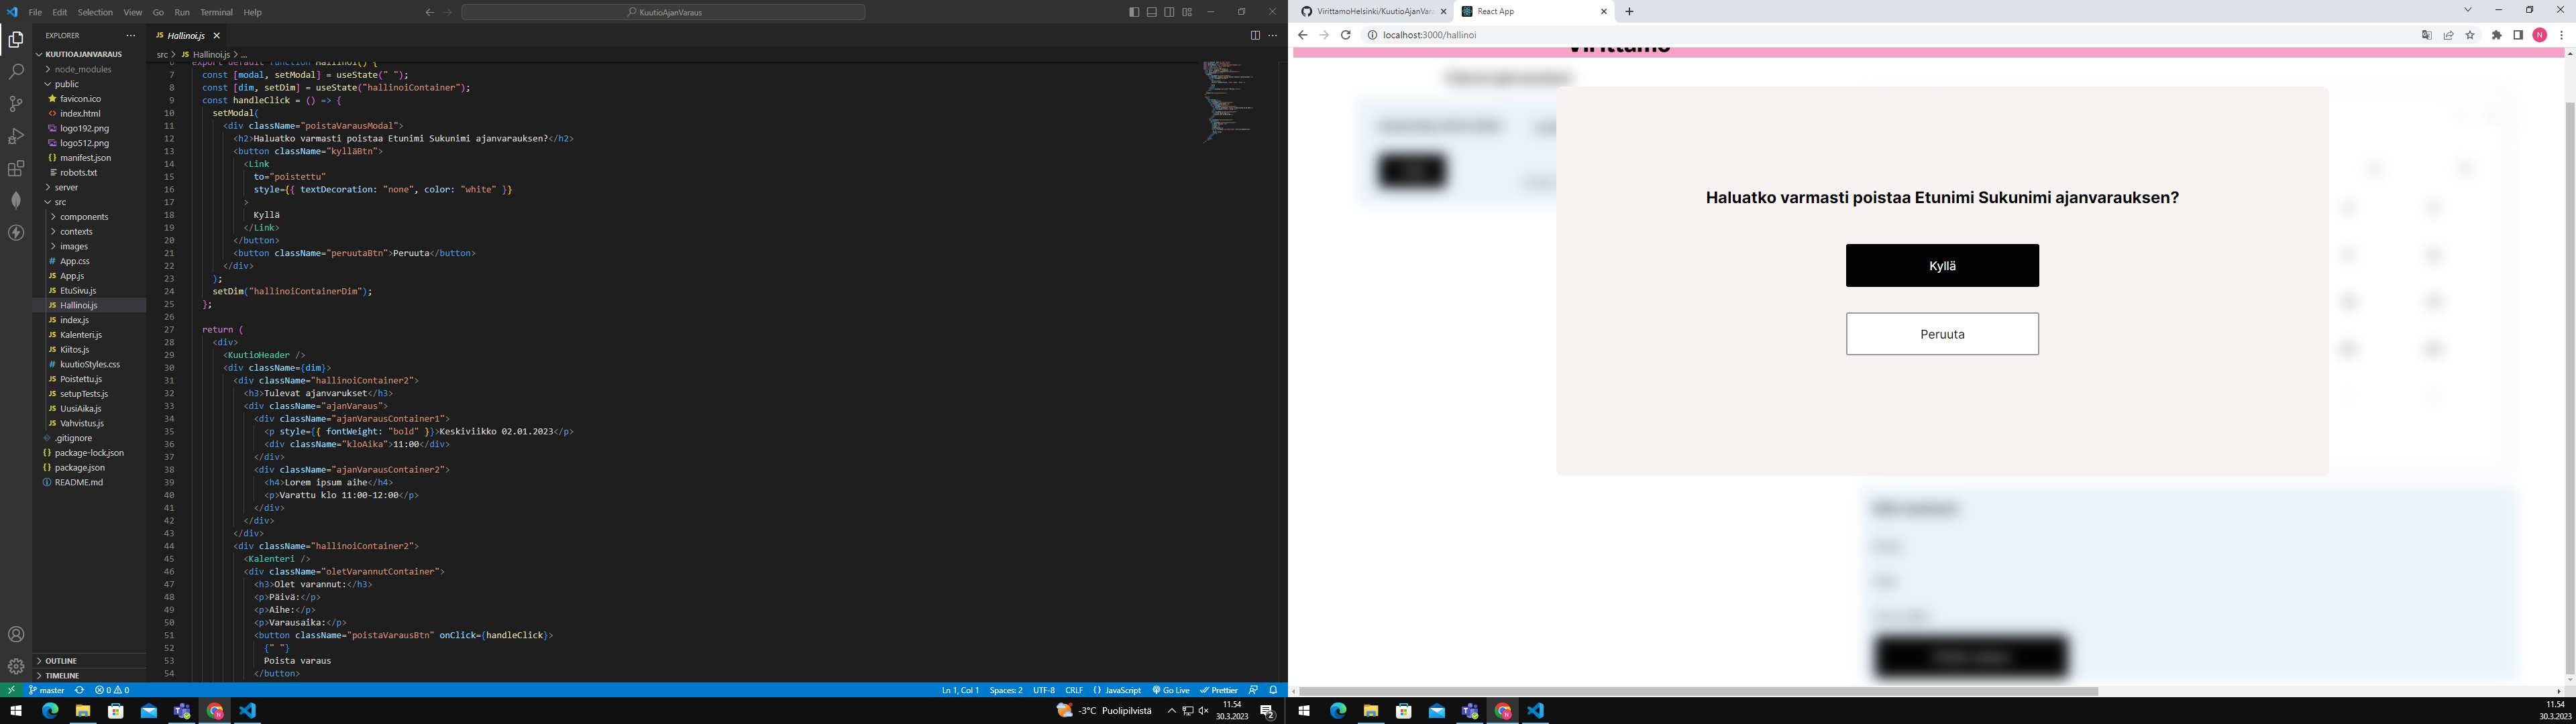 File Edit Selection View Go Run Terminal Help
KuutioAjanVaraus
EXPLORER
KUUTIOAJANVARAUS
node_modules
public
favicon.ico
index.html
logo192.png
logo512.png
manifest.json
robots.txt
server
src
components
contexts
images
App.css
App.js
EtuSivu.js
Hallinoi.js
index.js
Kalenteri.js
Kiitos.js
kuutioStyles.css
Poistettu.js
setupTests.js
UusiAika.js
Vahvistus.js
.gitignore
package-lock.json
package.json
README.md
OUTLINE
TIMELINE
Hallinoi.js
src > Hallinoi.js > ...
6 export default function Hallinoi() {
7 const [modal, setModal] = useState(" ");
8 const [dim, setDim] = useState("hallinoiContainer");
9 const handleClick = () => {
10 setModal(
11 <div className="poistaVarausModal">
12 <h2>Haluatko varmasti poistaa Etunimi Sukunimi ajanvarauksen?</h2>
13 <button className="kylläBtn">
14 <Link
15 to="poistettu"
16 style={{ textDecoration: "none", color: "white" }}
17 >
18 Kyllä
19 </Link>
20 </button>
21 <button className="peruutaBtn">Peruuta</button>
22 </div>
23 );
24 setDim("hallinoiContainerDim");
25 };
26
27 return (
28 <div>
29 <KuutioHeader />
30 <div className={dim}>
31 <div className="hallinoiContainer2">
32 <h3>Tulevat ajanvarukset</h3>
33 <div className="ajanVaraus">
34 <div className="ajanVarausContainer1">
35 <p style={{ fontWeight: "bold" }}>Keskiviikko 02.01.2023</p>
36 <div className="kloAika">11:00</div>
37 </div>
38 <div className="ajanVarausContainer2">
39 <h4>Lorem ipsum aihe</h4>
40 <p>Varattu klo 11:00-12:00</p>
41 </div>
42 </div>
43 </div>
44 <div className="hallinoiContainer2">
45 <Kalenteri />
46 <div className="oletVarannutContainer">
47 <h3>Olet varannut:</h3>
48 <p>Päivä:</p>
49 <p>Aihe:</p>
50 <p>Varausaika:</p>
51 <button className="poistaVarausBtn" onClick={handleClick}>
52 {" "}
53 Poista varaus
54 </button>
master 0 0
Ln 1, Col 1 Spaces: 2 UTF-8 CRLF {} JavaScript Go Live Prettier
-3°C Puolipilvistä
11.54
30.3.2023
2
VirittamoHelsinki/KuutioAjanVar
React App
localhost:3000/hallinoi
N
Virittämö
Haluatko varmasti poistaa Etunimi Sukunimi ajanvarauksen?
Kyllä
Peruuta
11.54
30.3.2023